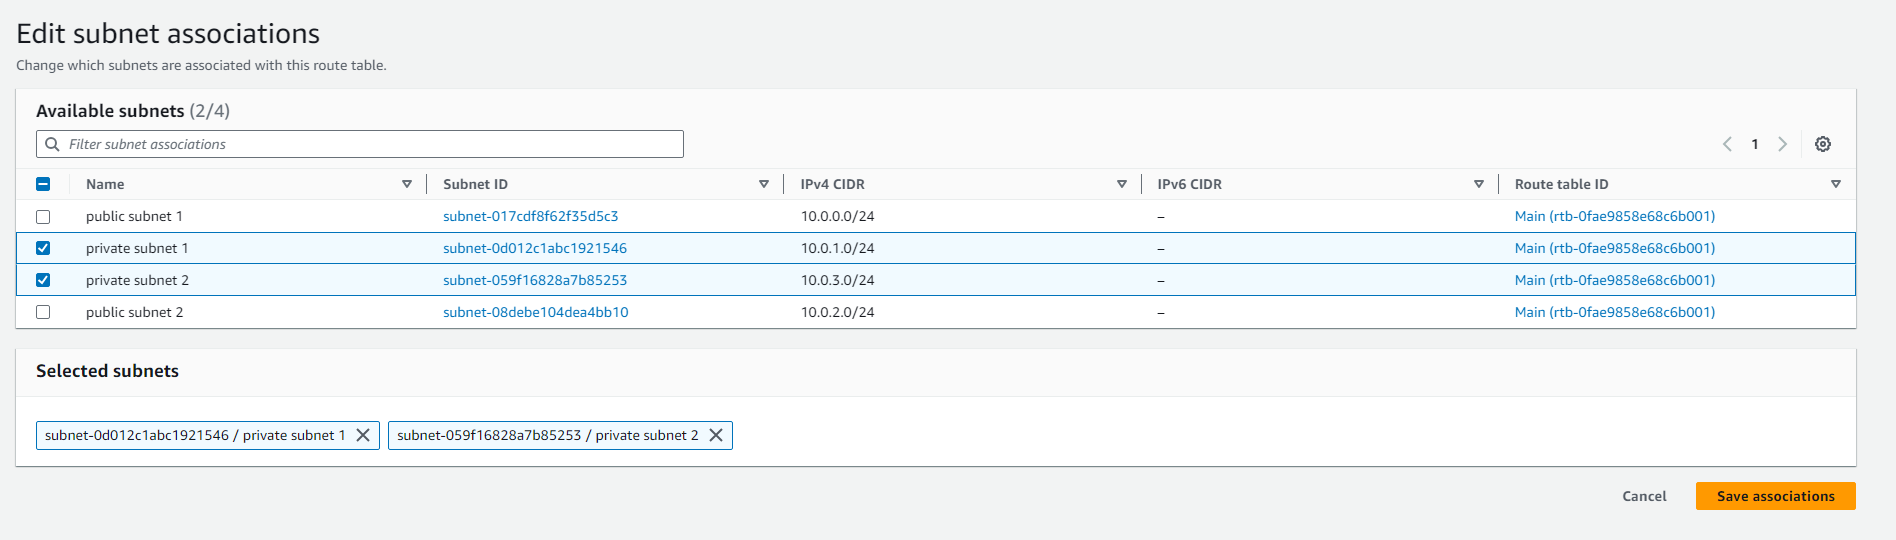 Edit subnet associations
Change which subnets are associated with this route table.
Available subnets (2/4)
Filter subnet associations
1
Name Subnet ID IPv4 CIDR IPv6 CIDR Route table ID
public subnet 1 subnet-017cdf8f62f35d5c3 10.0.0.0/24 – Main (rtb-0fae9858e68c6b001)
private subnet 1 subnet-0d012c1abc1921546 10.0.1.0/24 – Main (rtb-0fae9858e68c6b001)
private subnet 2 subnet-059f16828a7b85253 10.0.3.0/24 – Main (rtb-0fae9858e68c6b001)
public subnet 2 subnet-08debe104dea4bb10 10.0.2.0/24 – Main (rtb-0fae9858e68c6b001)
Selected subnets
subnet-0d012c1abc1921546 / private subnet 1 subnet-059f16828a7b85253 / private subnet 2
Cancel Save associations